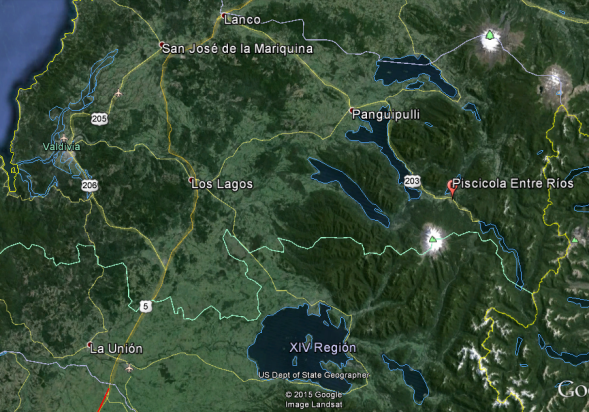 Lanco
San José de la Mariquina
205
Panguipulli
Valdivia
206
Los Lagos
203
Piscicola Entre Ríos
5
La Unión
XIV Región
US Dept of State Geographer
© 2015 Google
Image Landsat
Goo